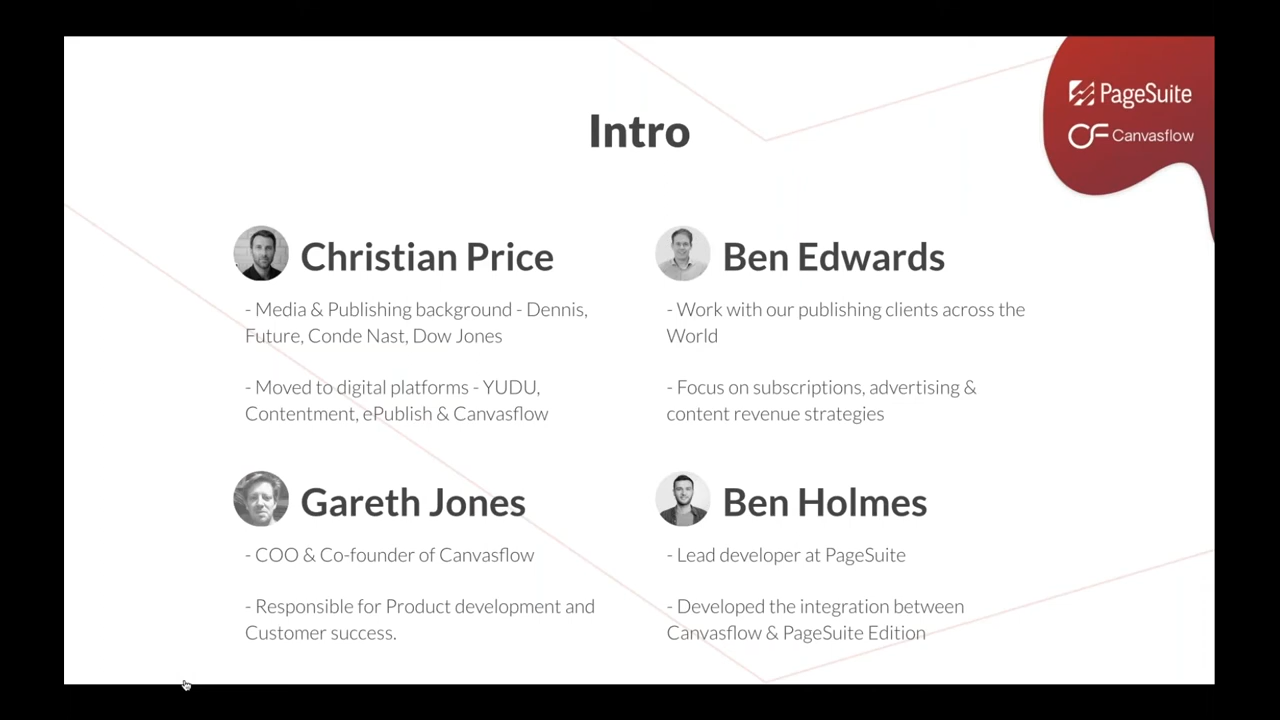 PageSuite
Canvasflow
Intro
Christian Price
- Media & Publishing background - Dennis,
Future, Conde Nast, Dow Jones
- Moved to digital platforms - YUDU,
Contentment, ePublish & Canvasflow
Ben Edwards
- Work with our publishing clients across the
World
- Focus on subscriptions, advertising &
content revenue strategies
Gareth Jones
- COO & Co-founder of Canvasflow
- Responsible for Product development and
Customer success.
Ben Holmes
- Lead developer at PageSuite
- Developed the integration between
Canvasflow & PageSuite Edition